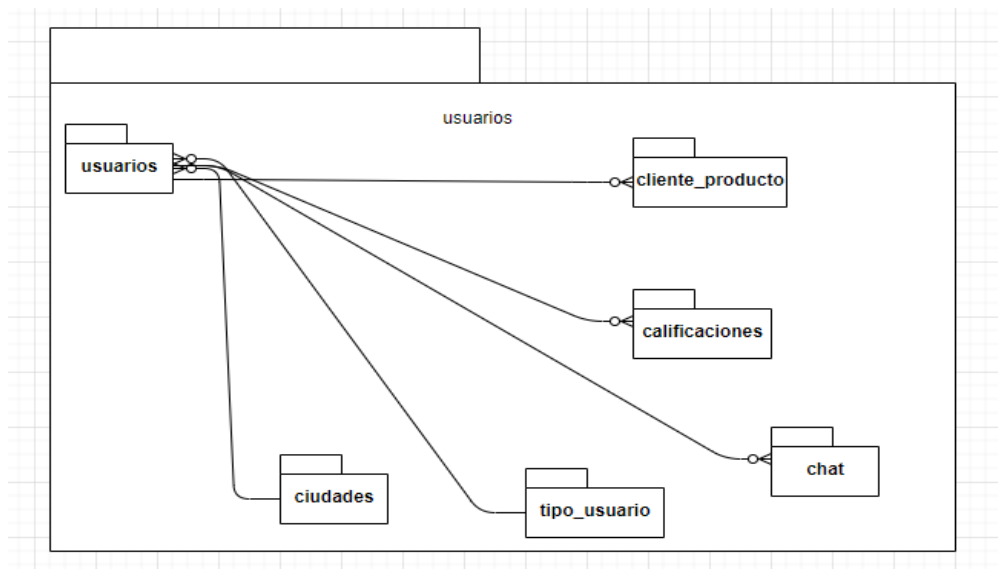 usuarios
usuarios
cliente_producto
calificaciones
chat
ciudades
tipo_usuario